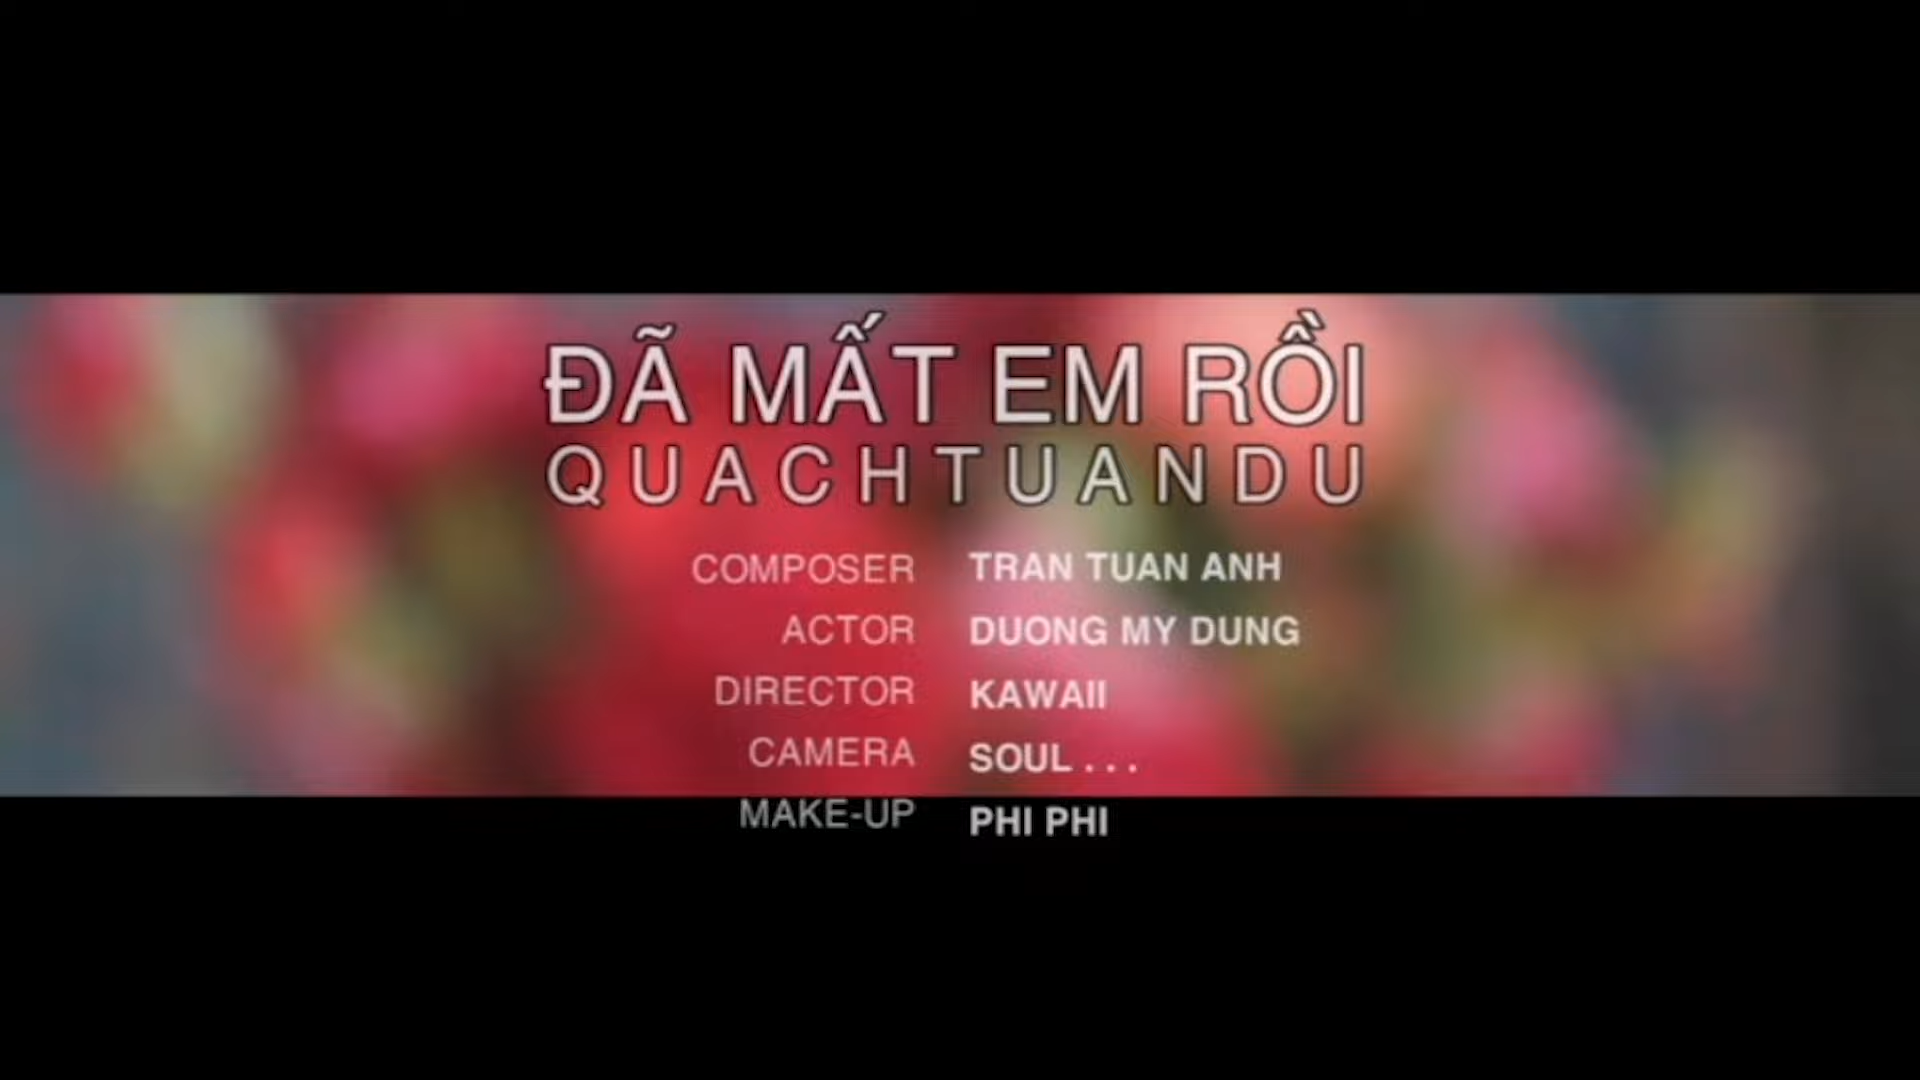 ĐÃ MẤT EM RỒI
QUACHTUANDU
COMPOSER TRAN TUAN ANH
ACTOR DUONG MY DUNG
DIRECTOR KAWAII
CAMERA SOUL . . .
MAKE-UP PHI PHI